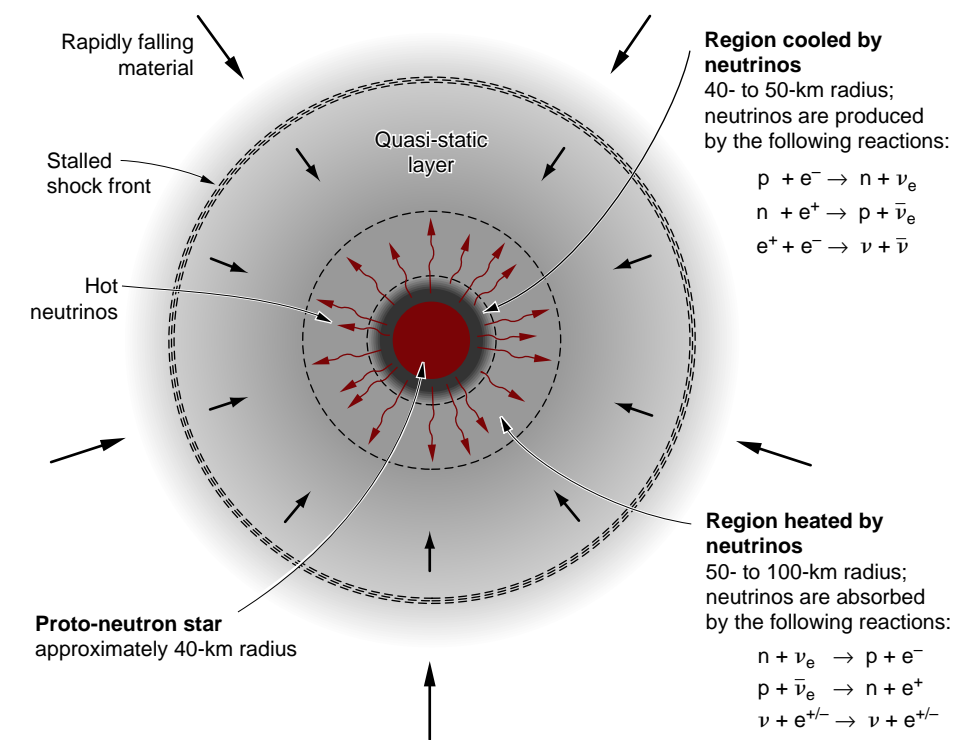 Rapidly falling
material
Stalled
shock front
Hot
neutrinos
Quasi-static
layer
Proto-neutron star
approximately 40-km radius
Region cooled by
neutrinos
40- to 50-km radius;
neutrinos are produced
by the following reactions:
p + e⁻ → n + νₑ
n + e⁺ → p + ν̄ₑ
e⁺ + e⁻ → ν + ν̄
Region heated by
neutrinos
50- to 100-km radius;
neutrinos are absorbed
by the following reactions:
n + νₑ → p + e⁻
p + ν̄ₑ → n + e⁺
ν + e⁺/⁻ → ν + e⁺/⁻